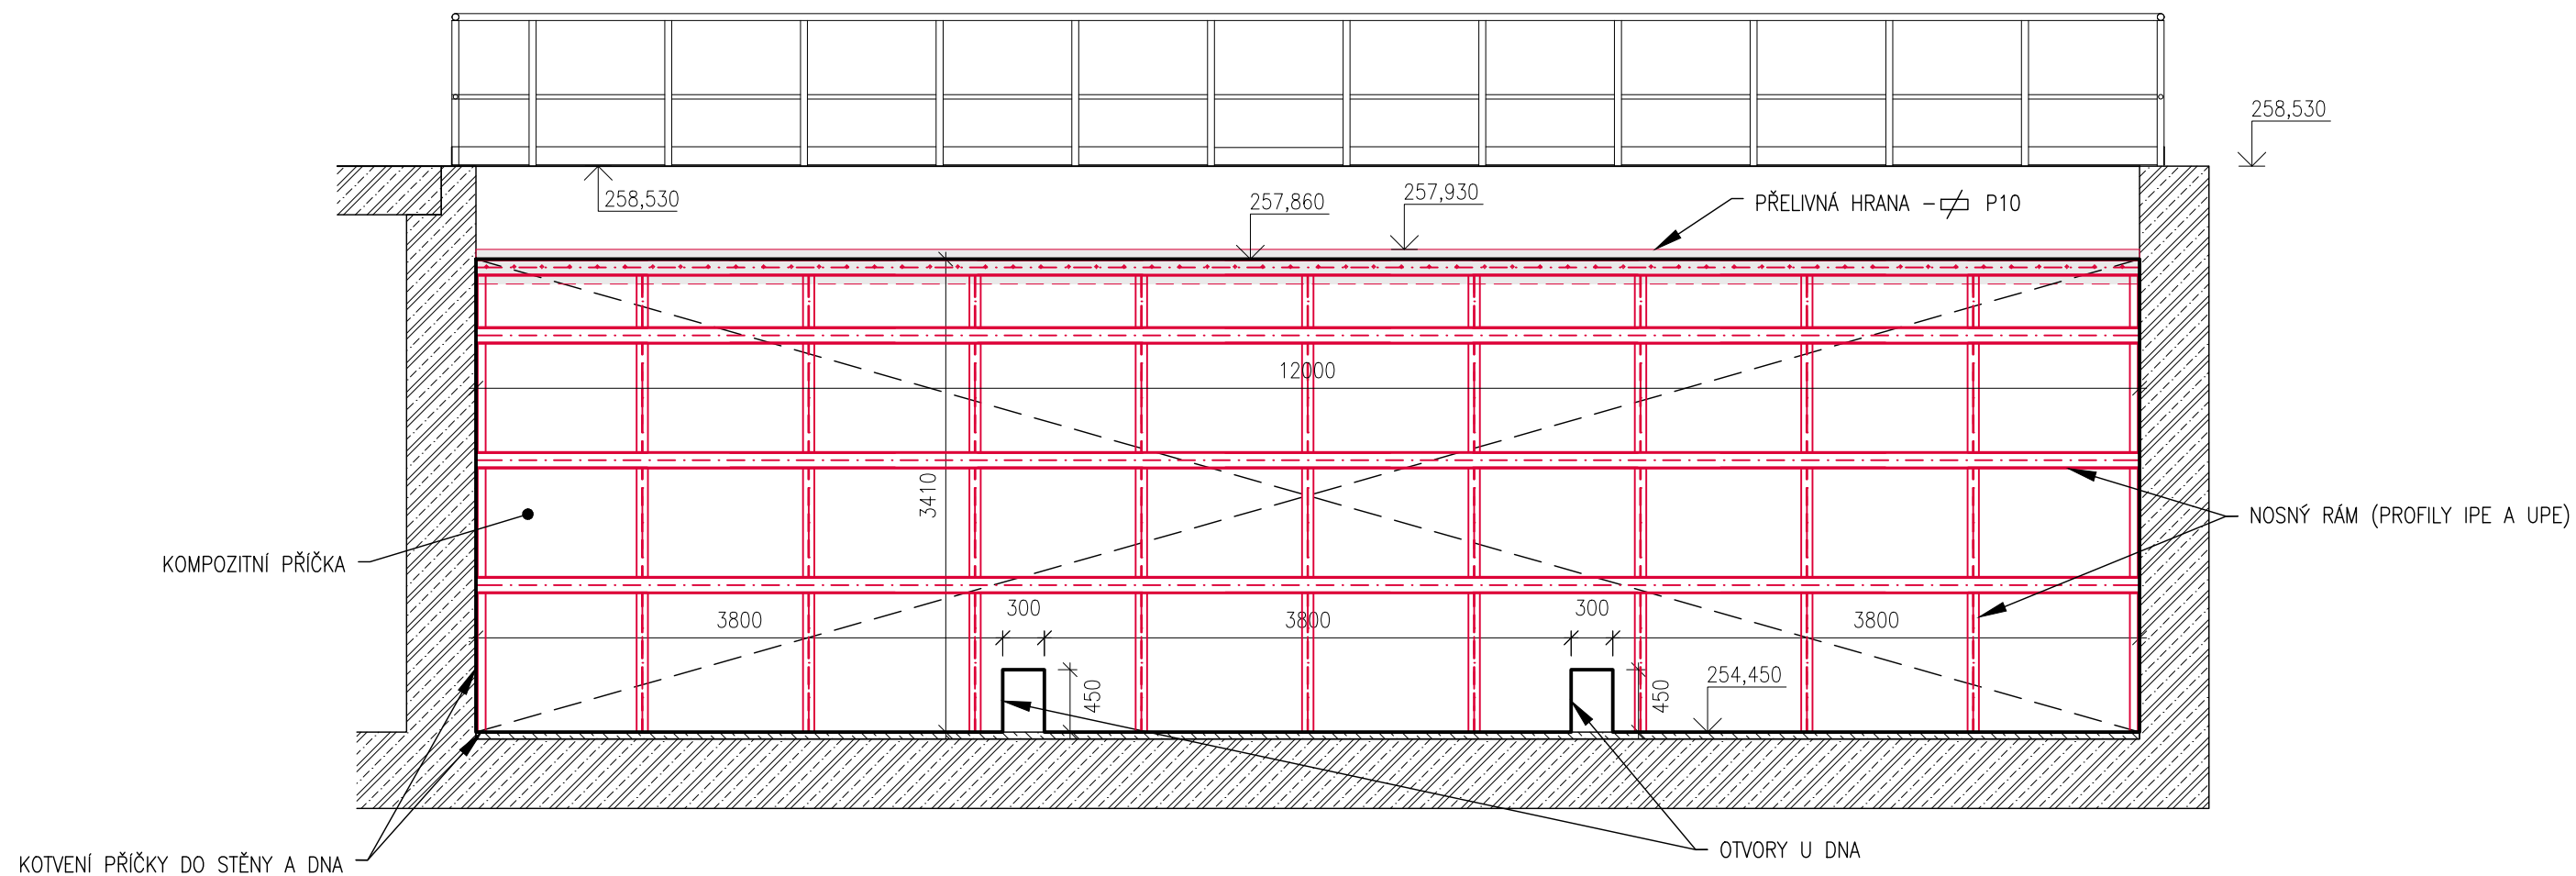 258,530
258,530
257,860
257,930
PŘELIVNÁ HRANA - P10
12000
3410
NOSNÝ RÁM (PROFILY IPE A UPE)
KOMPOZITNÍ PŘÍČKA
3800
300
3800
300
3800
450
450
254,450
KOTVENÍ PŘÍČKY DO STĚNY A DNA
OTVORY U DNA